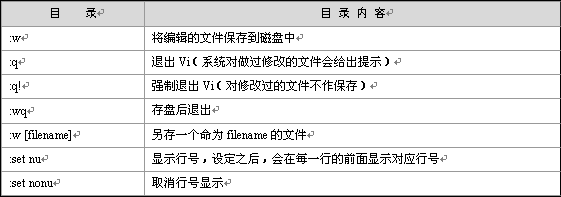 目 录 目 录 内 容
:w 将编辑的文件保存到磁盘中
:q 退出 Vi（系统对做过修改的文件会给出提示）
:q! 强制退出 Vi（对修改过的文件不作保存）
:wq 存盘后退出
:w [filename] 另存一个命为 filename 的文件
:set nu 显示行号，设定之后，会在每一行的前面显示对应行号
:set nonu 取消行号显示